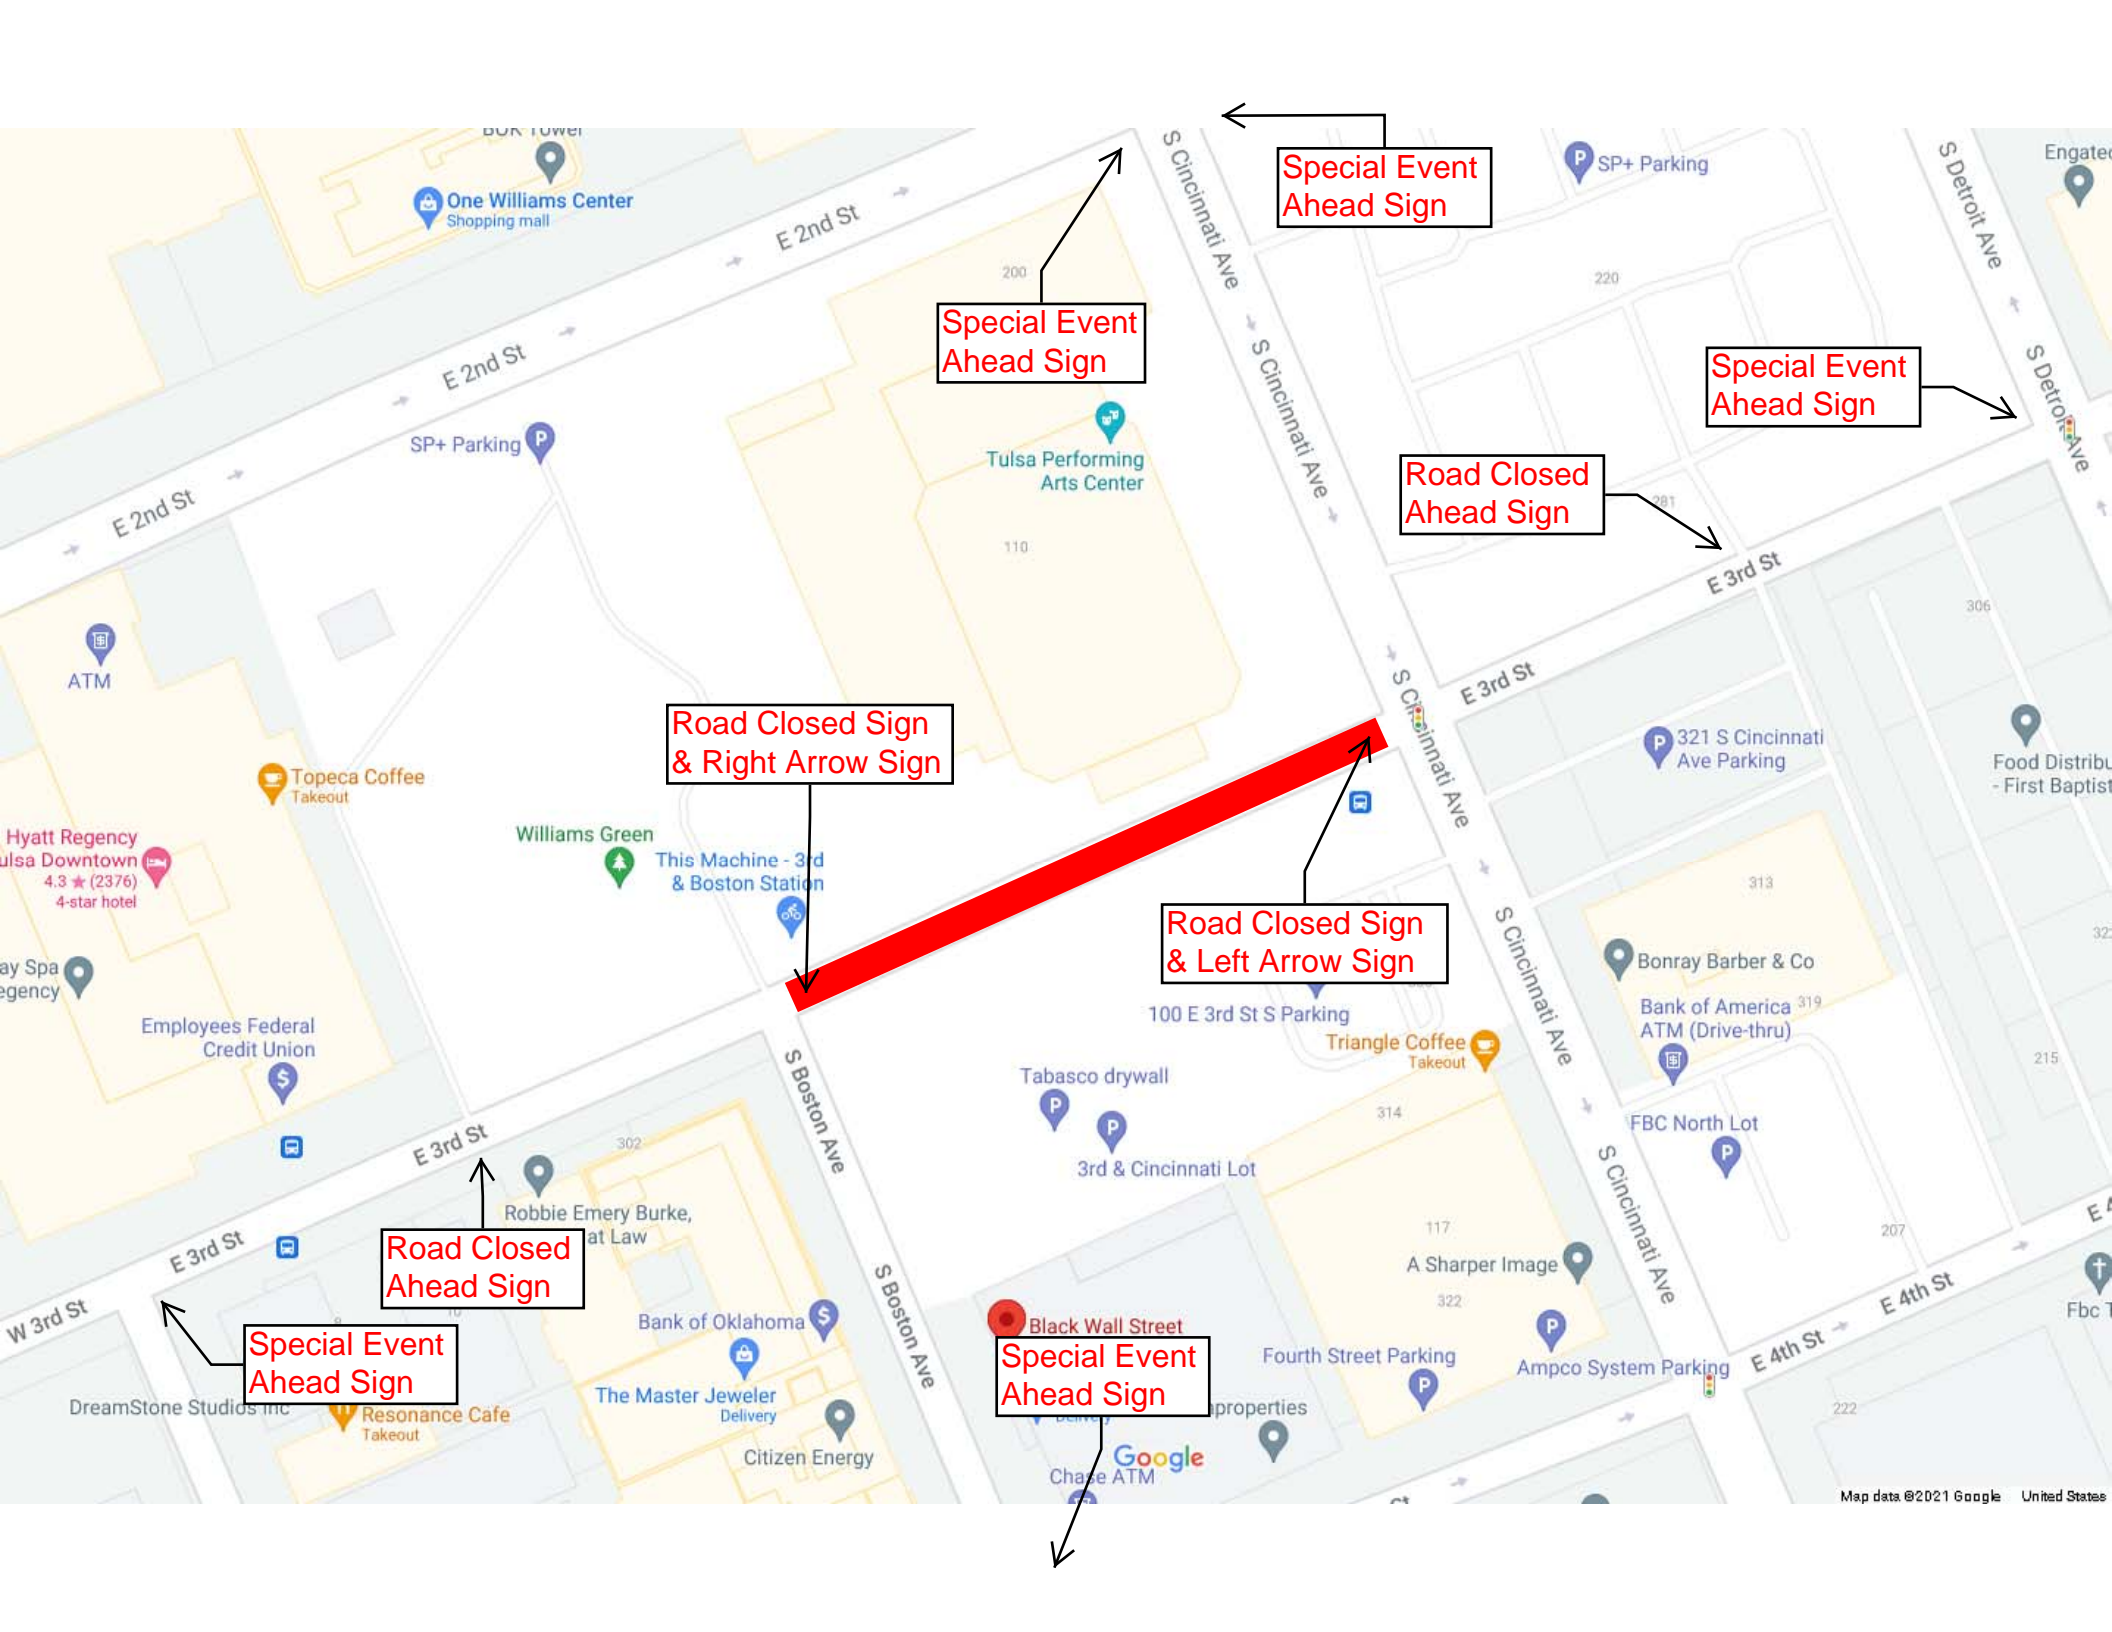 BOK Tower
One Williams Center
Shopping mall
S Cincinnati Ave
Special Event
Ahead Sign
SP+ Parking
S Detroit Ave
E 2nd St
200
220
Special Event
Ahead Sign
S Cincinnati Ave
S Detroit Ave
Special Event
Ahead Sign
E 2nd St
SP+ Parking
Tulsa Performing
Arts Center
Road Closed
Ahead Sign
281
E 2nd St
110
E 3rd St
306
ATM
E 3rd St
S Cincinnati Ave
Road Closed Sign
& Right Arrow Sign
321 S Cincinnati
Ave Parking
Food Distribu
- First Baptist
Topeca Coffee
Takeout
Hyatt Regency
ulsa Downtown
4.3 ★ (2376)
4-star hotel
Williams Green
This Machine - 3rd
& Boston Station
313
Road Closed Sign
& Left Arrow Sign
S Cincinnati Ave
ay Spa
egency
Bonray Barber & Co
Bank of America
ATM (Drive-thru)
319
100 E 3rd St S Parking
Employees Federal
Credit Union
Triangle Coffee
Takeout
215
S Boston Ave
Tabasco drywall
314
FBC North Lot
E 3rd St
302
3rd & Cincinnati Lot
S Cincinnati Ave
Robbie Emery Burke,
at Law
117
207
E 3rd St
Road Closed
Ahead Sign
A Sharper Image
322
E 4th St
Fbc T
W 3rd St
Special Event
Ahead Sign
Bank of Oklahoma
S Boston Ave
Black Wall Street
Special Event
Ahead Sign
Fourth Street Parking
Ampco System Parking
E 4th St
DreamStone Studios Inc
Resonance Cafe
Takeout
The Master Jeweler
Delivery
properties
222
Citizen Energy
Google
Chase ATM
Map data ©2021 Google United States